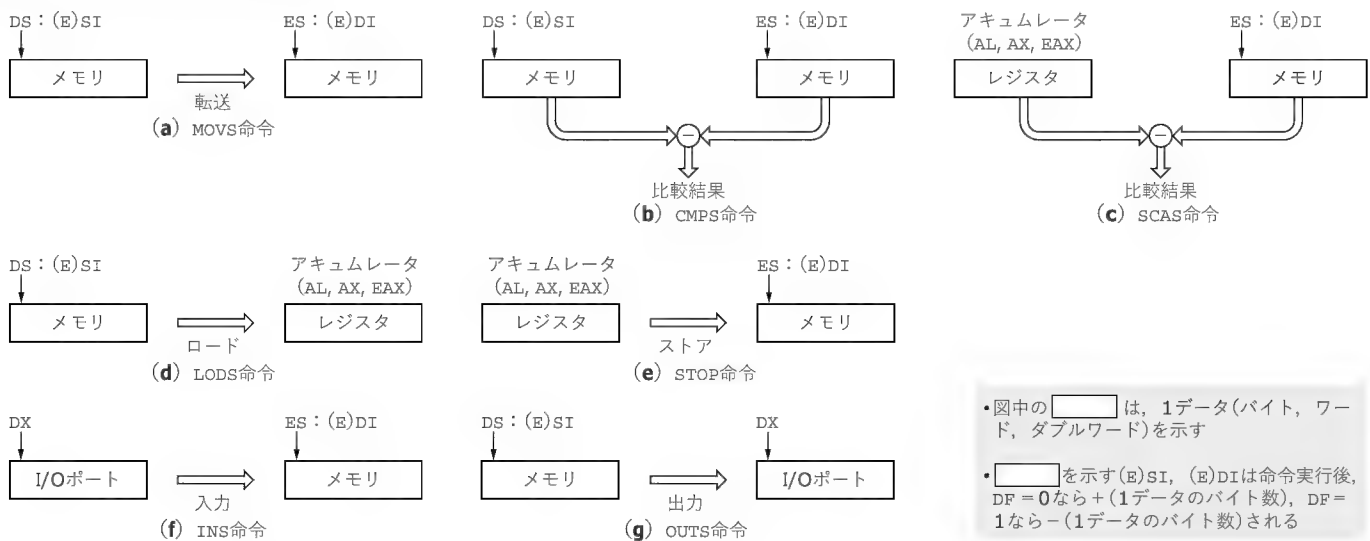 DS：(E)SI
ES：(E)DI
メモリ
メモリ
転送
(a) MOVS命令
DS：(E)SI
ES：(E)DI
メモリ
メモリ
−
比較結果
(b) CMPS命令
アキュムレータ
(AL, AX, EAX)
ES：(E)DI
レジスタ
メモリ
−
比較結果
(c) SCAS命令
DS：(E)SI
アキュムレータ
(AL, AX, EAX)
メモリ
レジスタ
ロード
(d) LODS命令
アキュムレータ
(AL, AX, EAX)
ES：(E)DI
レジスタ
メモリ
ストア
(e) STOP命令
DX
ES：(E)DI
I/Oポート
メモリ
入力
(f) INS命令
DS：(E)SI
DX
メモリ
I/Oポート
出力
(g) OUTS命令
・図中の は，1データ(バイト，ワー
ド，ダブルワード)を示す
・ を示す(E)SI，(E)DIは命令実行後，
DF＝0なら＋(1データのバイト数)，DF＝
1なら−(1データのバイト数)される